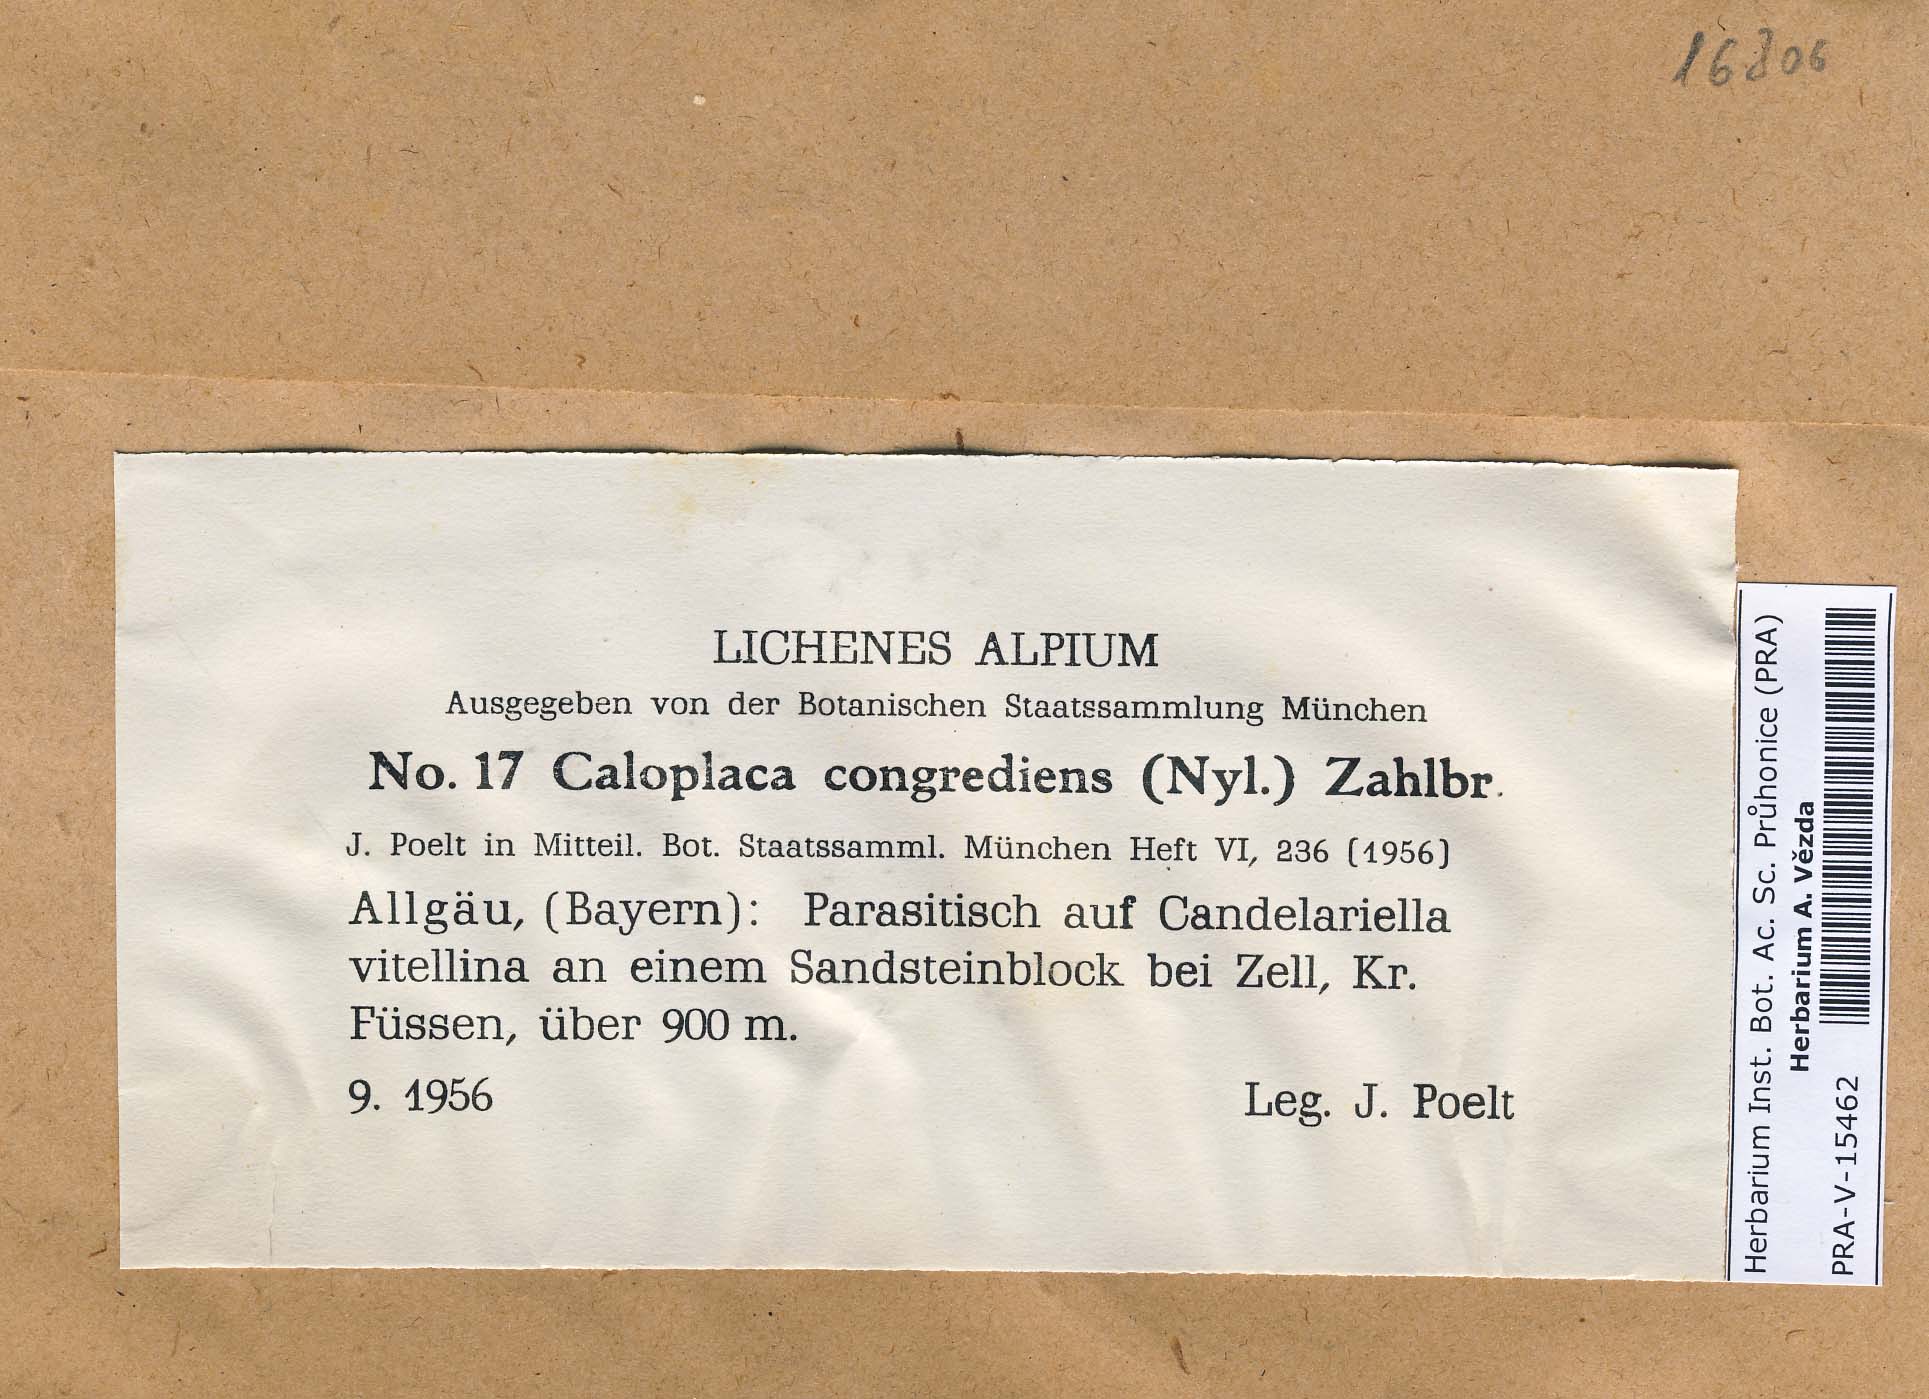 16806
LICHENES ALPIUM
Ausgegeben von der Botanischen Staatssammlung München
No. 17 Caloplaca congrediens (Nyl.) Zahlbr.
J. Poelt in Mitteil. Bot. Staatssamml. München Heft VI, 236 (1956)
Allgäu, (Bayern): Parasitisch auf Candelariella
vitellina an einem Sandsteinblock bei Zell, Kr.
Füssen, über 900 m.
9. 1956 Leg. J. Poelt
Herbarium Inst. Bot. Ac. Sc. Průhonice (PRA)
Herbarium A. Vězda
PRA-V-15462